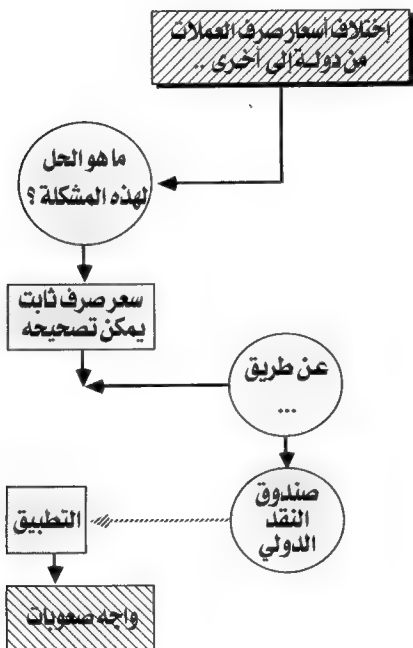 إختلاف أسعار صرف العملات
من دولة إلى أخرى ..
ما هو الحل
لهذه المشكلة ؟
سعر صرف ثابت
يمكن تصحيحه
عن طريق
...
صندوق
النقد
الدولي
التطبيق
واجه صعوبات